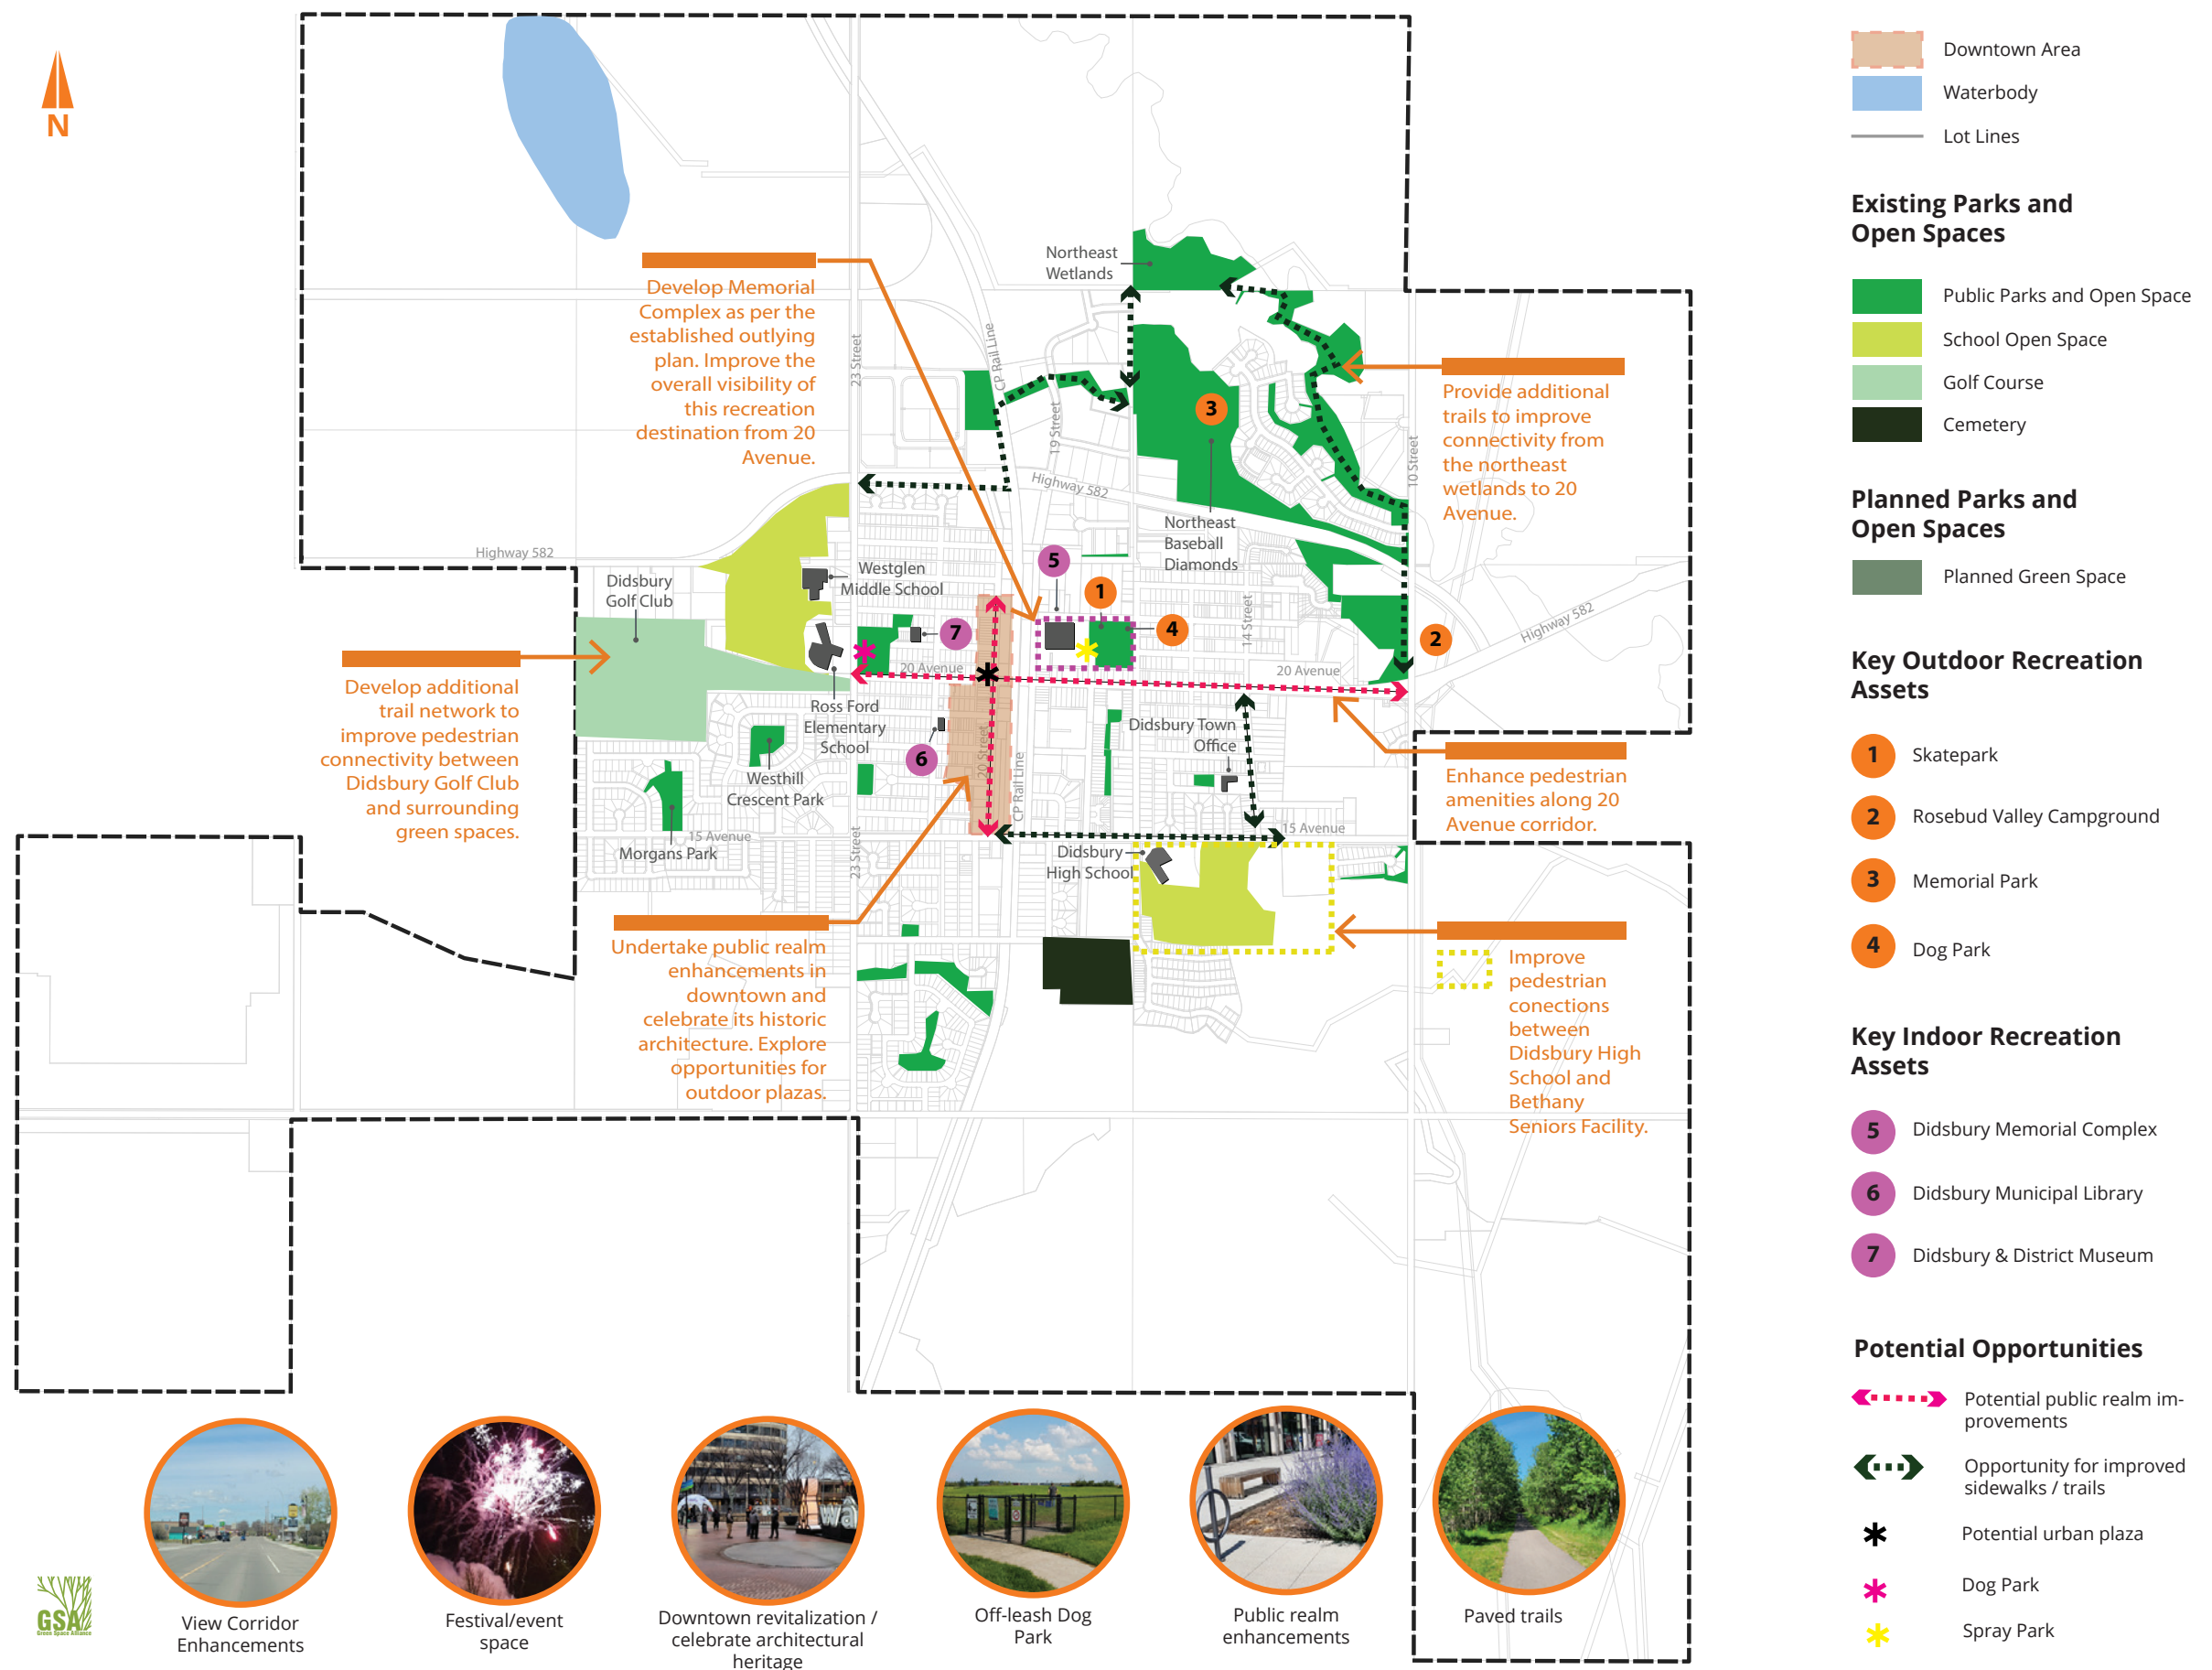 N
Develop Memorial
Complex as per the
established outlying
plan. Improve the
overall visibility of
this recreation
destination from 20
Avenue.
Northeast
Wetlands
23 Street
CP Rail Line
19 Street
Highway 582
3
10 Street
Provide additional
trails to improve
connectivity from
the northeast
wetlands to 20
Avenue.
Northeast
Baseball
Diamonds
Highway 582
Didsbury
Golf Club
Westglen
Middle School
5
1
4
7
14 Street
2
Highway 582
20 Avenue
20 Avenue
Develop additional
trail network to
improve pedestrian
connectivity between
Didsbury Golf Club
and surrounding
green spaces.
Ross Ford
Elementary
School
6
20 Street
CP Rail Line
Didsbury Town
Office
Westhill
Crescent Park
Enhance pedestrian
amenities along 20
Avenue corridor.
15 Avenue
15 Avenue
Morgans Park
23 Street
Didsbury
High School
Undertake public realm
enhancements in
downtown and
celebrate its historic
architecture. Explore
opportunities for
outdoor plazas.
Improve
pedestrian
conections
between
Didsbury High
School and
Bethany
Seniors Facility.
Downtown Area
Waterbody
Lot Lines
Existing Parks and
Open Spaces
Public Parks and Open Space
School Open Space
Golf Course
Cemetery
Planned Parks and
Open Spaces
Planned Green Space
Key Outdoor Recreation
Assets
1 Skatepark
2 Rosebud Valley Campground
3 Memorial Park
4 Dog Park
Key Indoor Recreation
Assets
5 Didsbury Memorial Complex
6 Didsbury Municipal Library
7 Didsbury & District Museum
Potential Opportunities
Potential public realm im-
provements
Opportunity for improved
sidewalks / trails
Potential urban plaza
Dog Park
Spray Park
GSA
Green Space Alliance
View Corridor
Enhancements
Festival/event
space
Downtown revitalization /
celebrate architectural
heritage
Off-leash Dog
Park
Public realm
enhancements
Paved trails